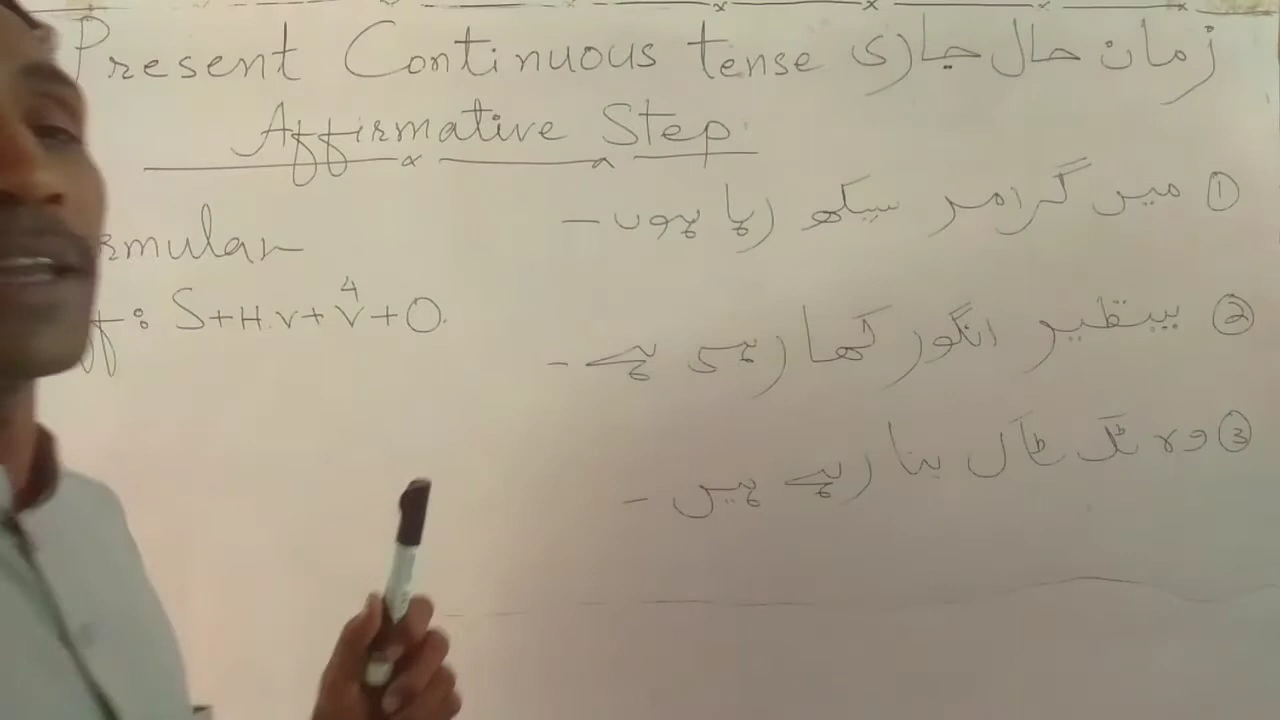 Present Continuous tense زمان حال جاری
Affirmative Step
rmular
f: S+H.V+V4+O.
① میں گرامر سیکھ رہا ہوں-
② بینظیر انگور کھا رہی ہے-
③ وہ ٹک ٹاک بنا رہے ہیں-